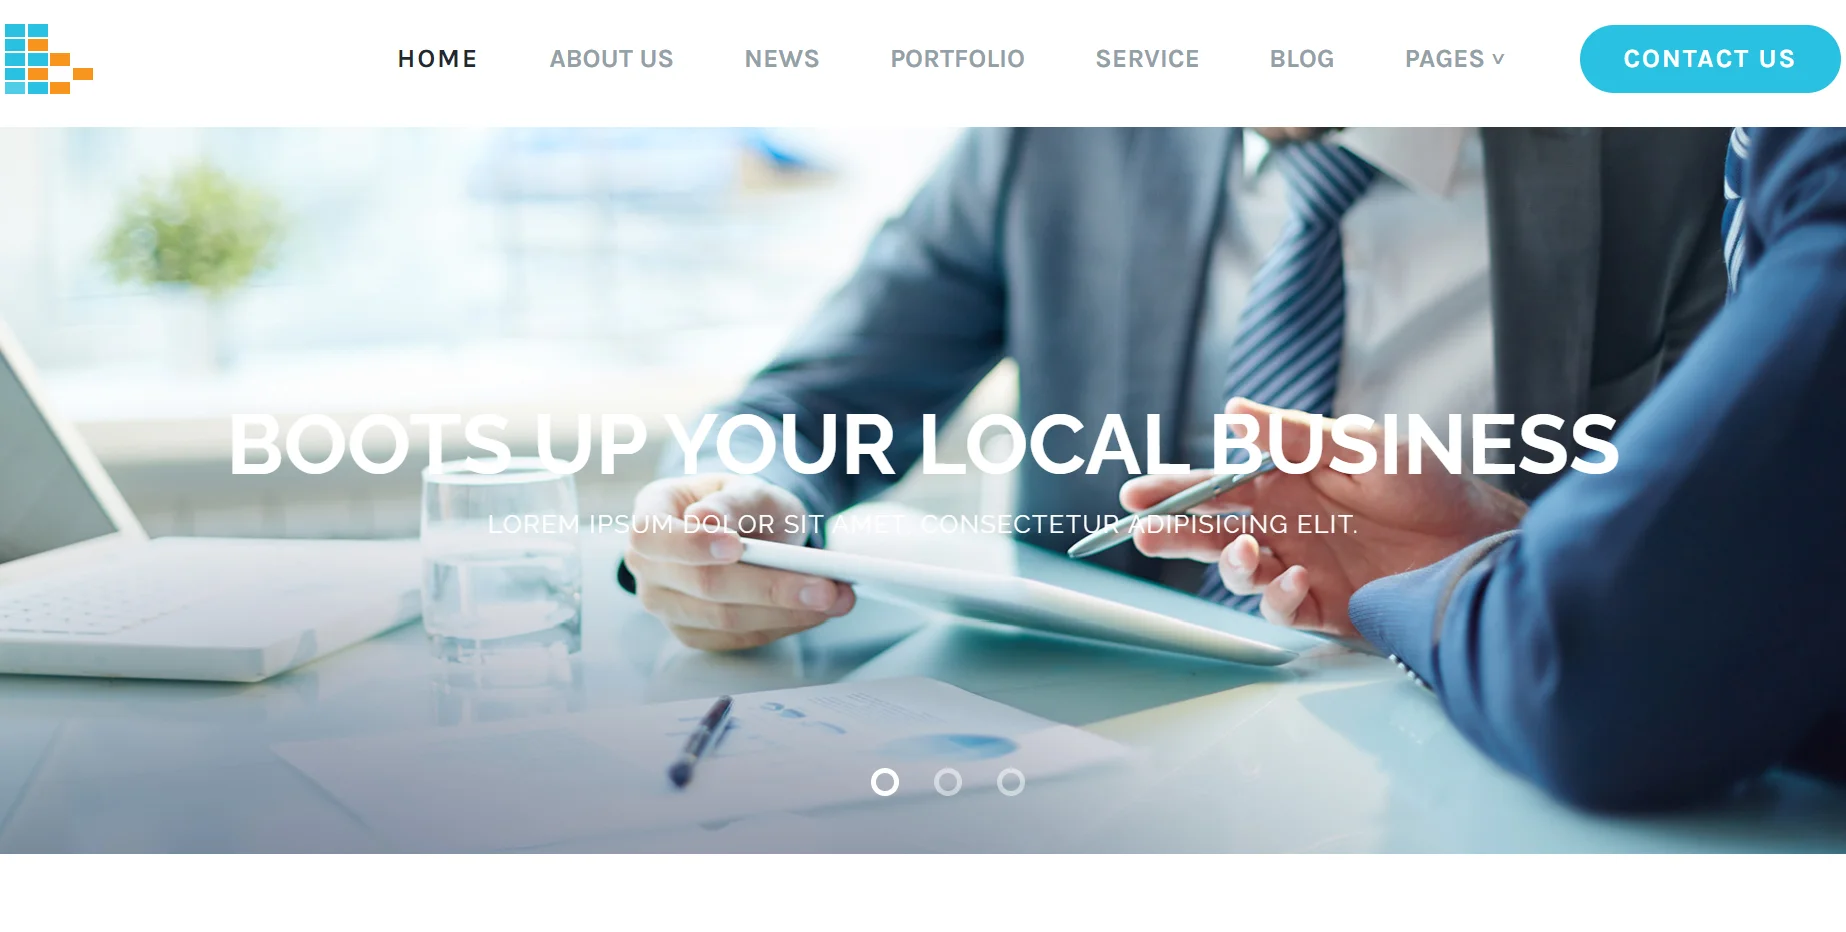 HOME ABOUT US NEWS PORTFOLIO SERVICE BLOG PAGES CONTACT US
BOOTS UP YOUR LOCAL BUSINESS
LOREM IPSUM DOLOR SIT AMET, CONSECTETUR ADIPISICING ELIT.